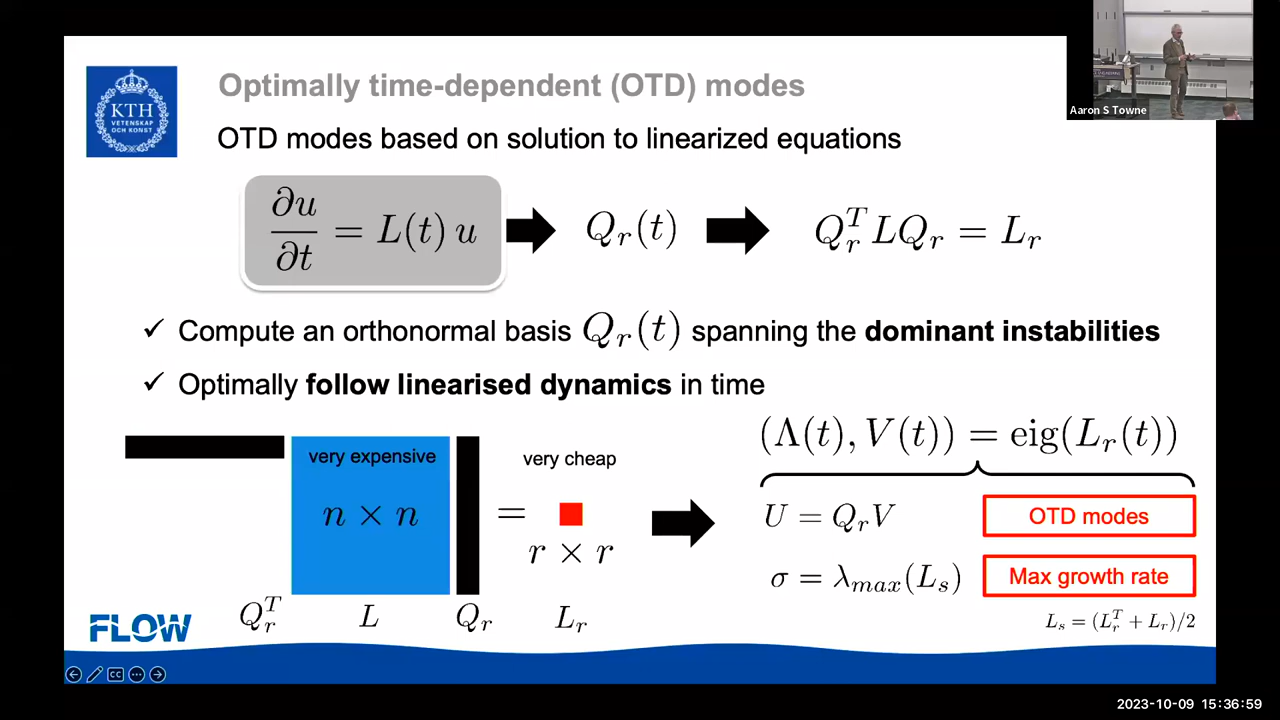 Optimally time-dependent (OTD) modes
OTD modes based on solution to linearized equations
∂u/∂t = L(t) u
Q_r(t)
Q_r^T L Q_r = L_r
✓ Compute an orthonormal basis Q_r(t) spanning the dominant instabilities
✓ Optimally follow linearised dynamics in time
very expensive
n × n
very cheap
=
r × r
Q_r^T L Q_r L_r
(Λ(t), V(t)) = eig(L_r(t))
U = Q_r V
OTD modes
σ = λ_max(L_s)
Max growth rate
L_s = (L_r^T + L_r)/2
KTH
VETENSKAP
OCH KONST
FLOW
CC
Aaron S Towne
2023-10-09 15:36:59